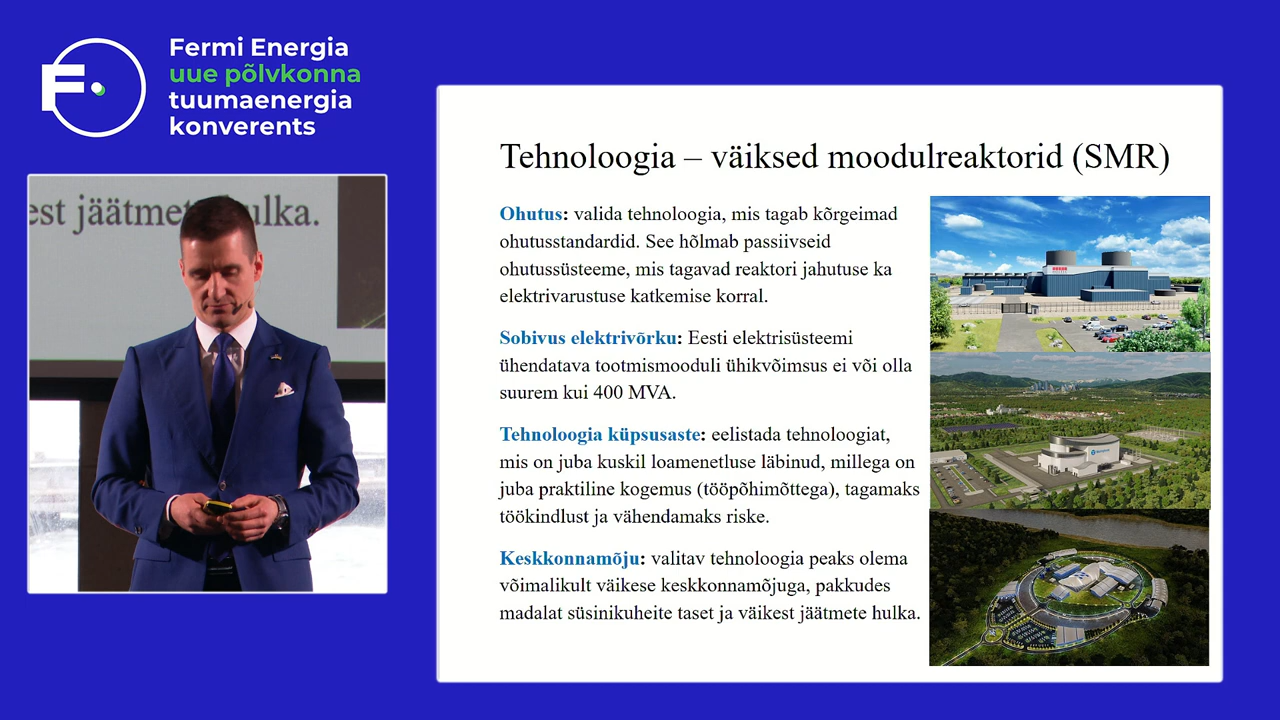 Fermi Energia
uue põlvkonna
tuumaenergia
konverents
est jäätmete hulka.
Tehnoloogia – väiksed moodulreaktorid (SMR)
Ohutus: valida tehnoloogia, mis tagab kõrgeimad
ohutusstandardid. See hõlmab passiivseid
ohutussüsteeme, mis tagavad reaktori jahutuse ka
elektrivarustuse katkemise korral.
Sobivus elektrivõrku: Eesti elektrisüsteemi
ühendatava tootmismooduli ühikvõimsus ei või olla
suurem kui 400 MVA.
Tehnoloogia küpsusaste: eelistada tehnoloogiat,
mis on juba kuskil loamenetluse läbinud, millega on
juba praktiline kogemus (tööpõhimõttega), tagamaks
töökindlust ja vähendamaks riske.
Keskkonnamõju: valitav tehnoloogia peaks olema
võimalikult väikese keskkonnamõjuga, pakkudes
madalat süsinikuheite taset ja väikest jäätmete hulka.